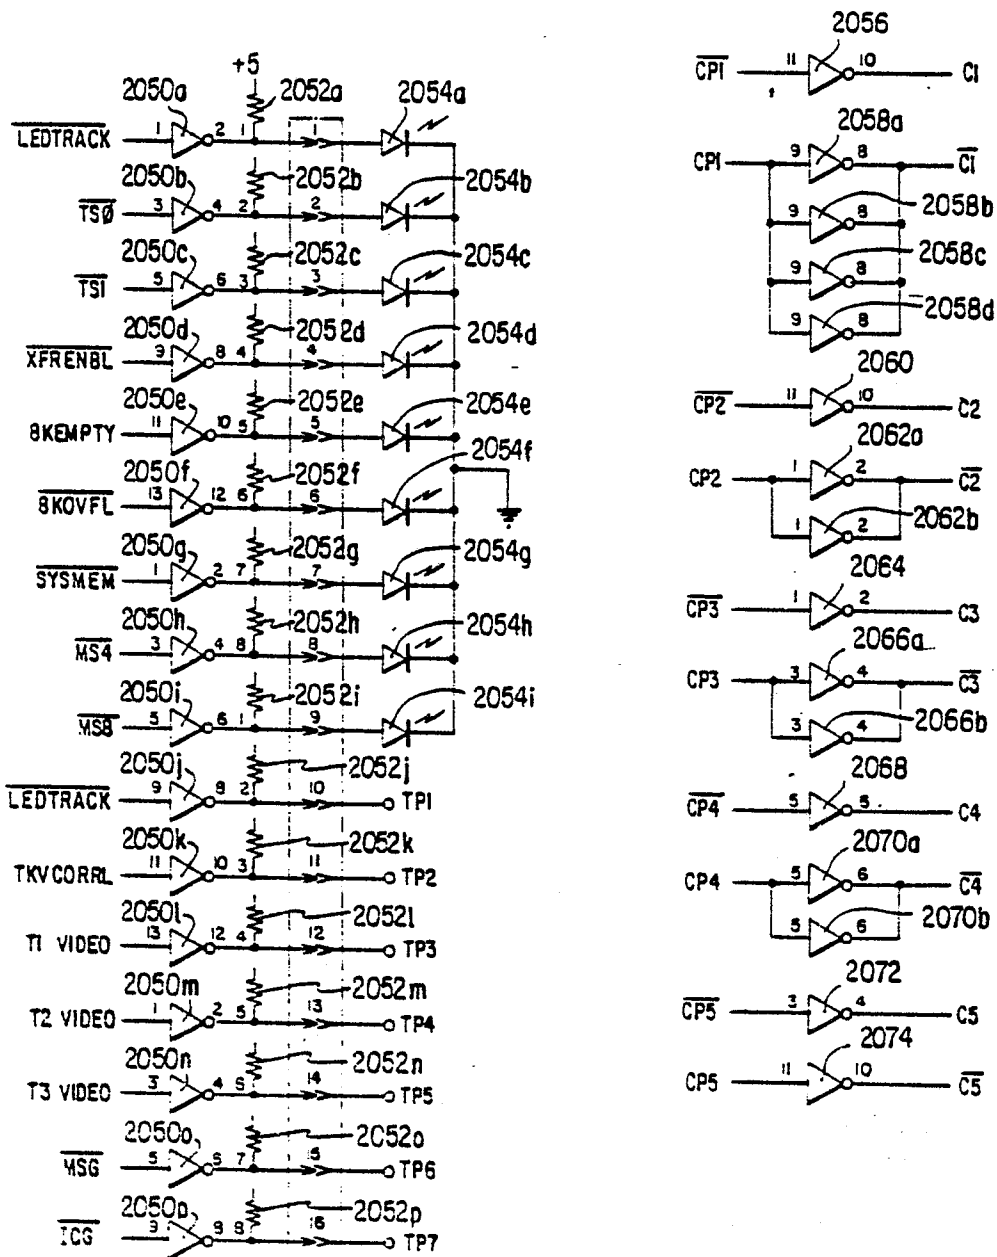 +5
2050a 2052a 2054a
LEDTRACK 1 2 1 1
2050b 2052b 2054b
TSØ 3 4 2 2
2050c 2052c 2054c
TS1 5 6 3 3
2050d 2052d 2054d
XFRENBL 9 8 4 4
2050e 2052e 2054e
8KEMPTY 11 10 5 5
2050f 2052f 2054f
8KOVFL 13 12 6 6
2050g 2052g 2054g
SYSMEM 1 2 7 7
2050h 2052h 2054h
MS4 3 4 8 8
2050i 2052i 2054i
MS8 5 6 1 9
2050j 2052j
LEDTRACK 9 8 2 10 TP1
2050k 2052k
TKVCORRL 11 10 3 11 TP2
2050l 2052l
T1 VIDEO 13 12 4 12 TP3
2050m 2052m
T2 VIDEO 1 2 5 13 TP4
2050n 2052n
T3 VIDEO 3 4 6 14 TP5
2050o 2052o
MSG 5 6 7 15 TP6
2050p 2052p
ICG 9 8 8 16 TP7
2056
CP1 11 10 C1
2058a
CP1 9 8 C1
2058b
9 8
2058c
9 8
2058d
9 8
2060
CP2 11 10 C2
2062a
CP2 1 2 C2
2062b
1 2
2064
CP3 1 2 C3
2066a
CP3 3 4 C3
2066b
3 4
2068
CP4 5 5 C4
2070a
CP4 5 6 C4
2070b
5 6
2072
CP5 3 4 C5
2074
CP5 11 10 C5